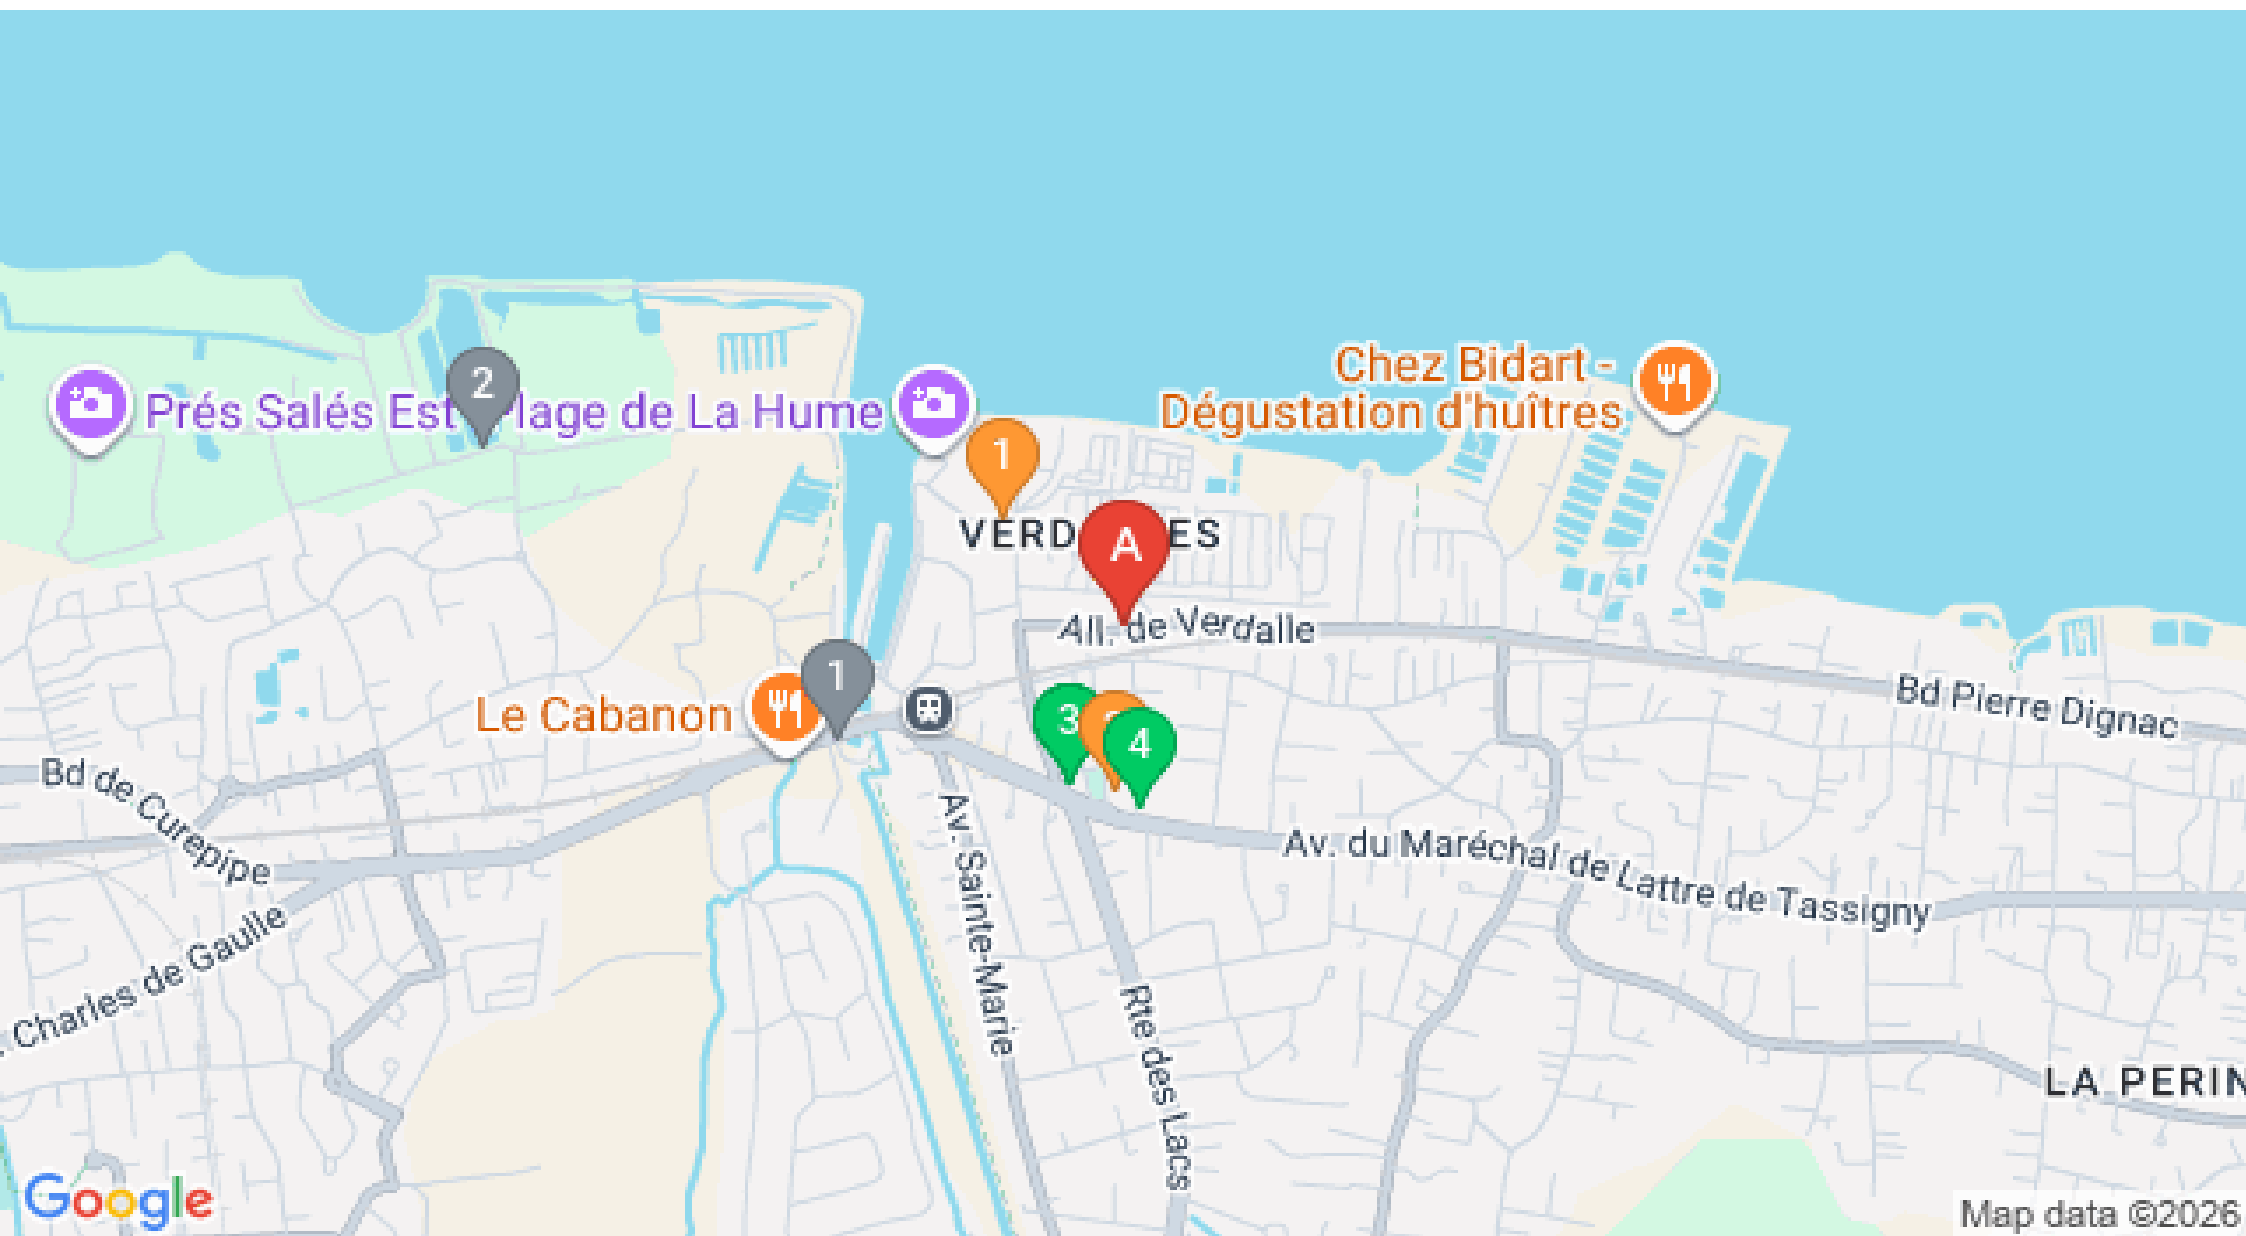 Chez Bidart -
Dégustation d'huîtres
2
Prés Salés Est
lage de La Hume
1
VERD
ES
A
All. de Verdalle
1
Le Cabanon
3
4
Bd Pierre Dignac
Bd de Curepipe
Av. du Maréchal de Lattre de Tassigny
Av. Sainte-Marie
Charles de Gaulle
Rte des Lacs
LA PERIN
Google
Map data ©2026